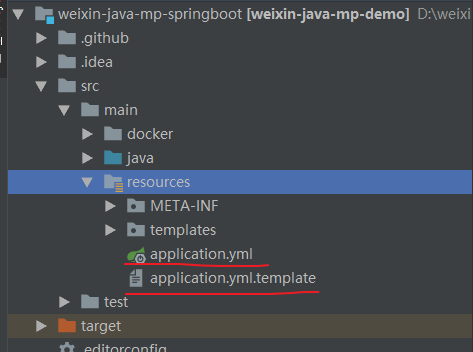 weixin-java-mp-springboot [weixin-java-mp-demo] D:\weixi
.github
.idea
src
main
docker
java
resources
META-INF
templates
application.yml
application.yml.template
test
target
.editorconfig